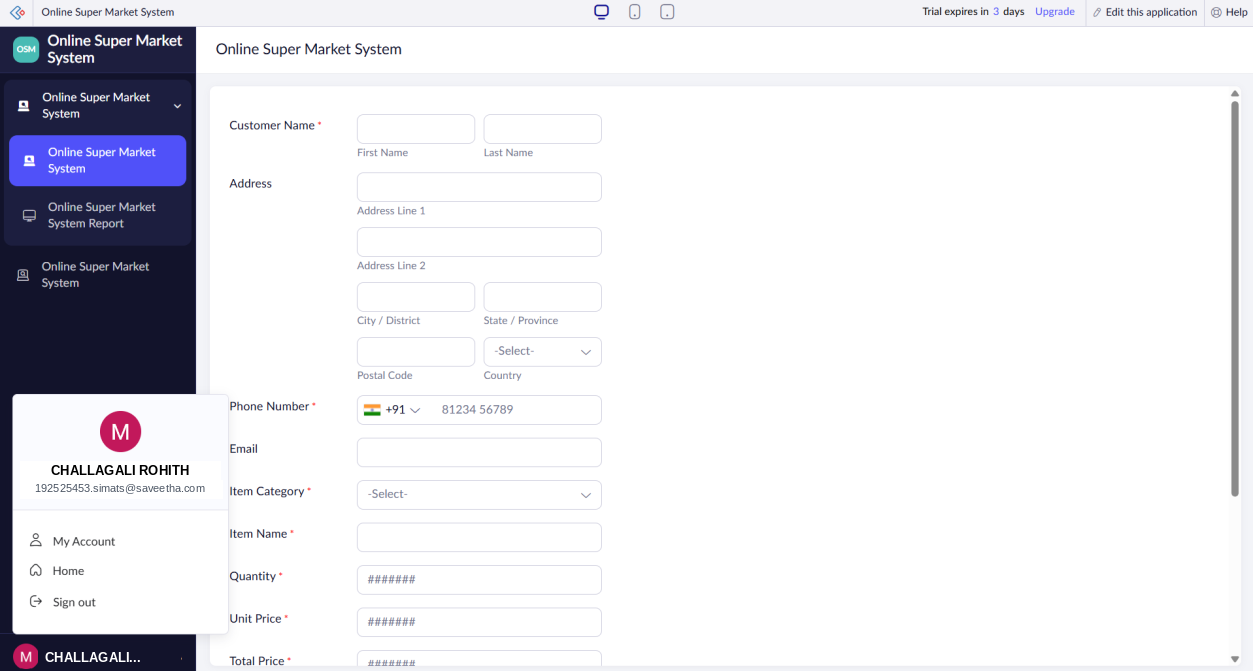 Online Super Market System
Trial expires in 3 days Upgrade
Edit this application
Help
OSM
Online Super Market
System
Online Super Market System
Online Super Market
System
Online Super Market
System
Online Super Market
System Report
Online Super Market
System
Customer Name *
First Name
Last Name
Address
Address Line 1
Address Line 2
City / District
State / Province
-Select-
Postal Code
Country
Phone Number *
+91
81234 56789
Email
Item Category *
-Select-
Item Name *
Quantity *
#######
Unit Price *
#######
Total Price *
#######
M
CHALLAGALI ROHITH
192525453.simats@saveetha.com
My Account
Home
Sign out
M
CHALLAGALI...